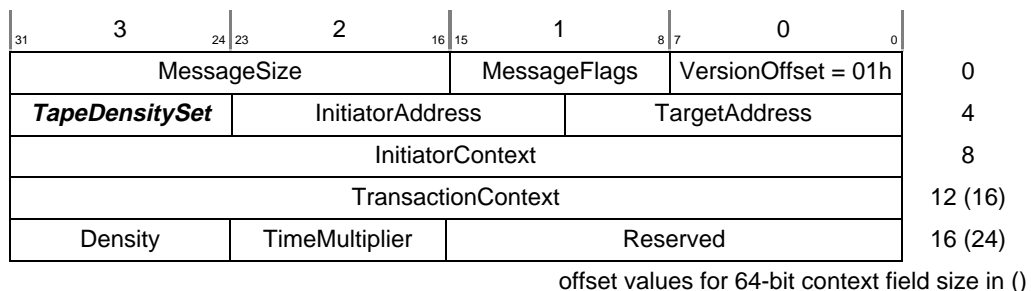 3 2 1 0
31 24 23 16 15 8 7 0
MessageSize MessageFlags VersionOffset = 01h 0
TapeDensitySet InitiatorAddress TargetAddress 4
InitiatorContext 8
TransactionContext 12 (16)
Density TimeMultiplier Reserved 16 (24)
offset values for 64-bit context field size in ()